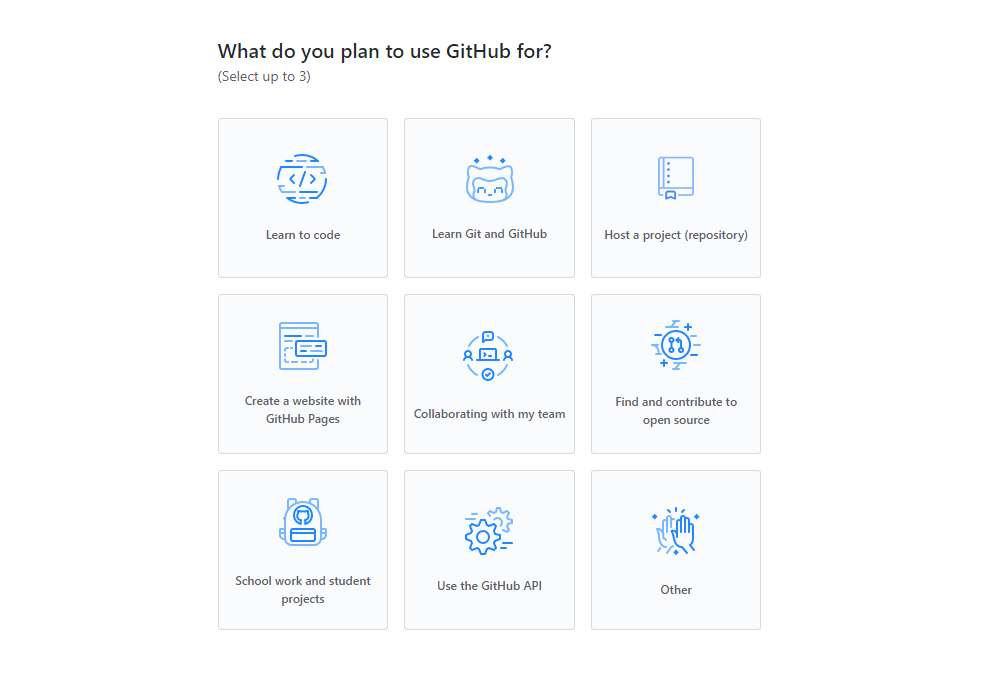 What do you plan to use GitHub for?
(Select up to 3)
Learn to code
Learn Git and GitHub
Host a project (repository)
Create a website with
GitHub Pages
Collaborating with my team
Find and contribute to
open source
School work and student
projects
Use the GitHub API
Other